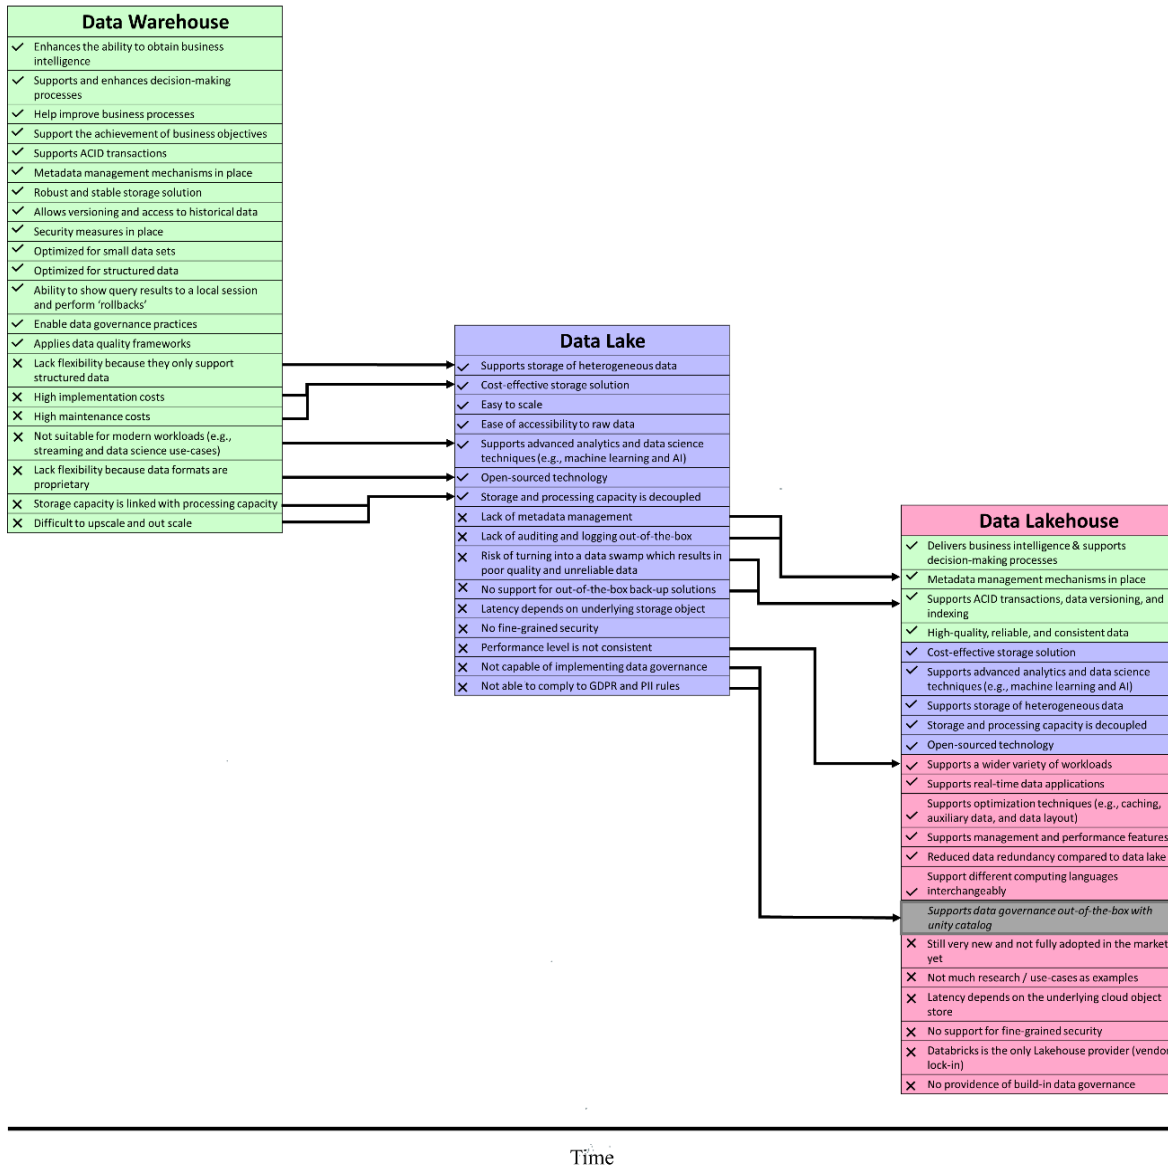 Data Warehouse
Enhances the ability to obtain business
intelligence
Supports and enhances decision-making
processes
Help improve business processes
Support the achievement of business objectives
Supports ACID transactions
Metadata management mechanisms in place
Robust and stable storage solution
Allows versioning and access to historical data
Security measures in place
Optimized for small data sets
Optimized for structured data
Ability to show query results to a local session
and perform ‘rollbacks’
Enable data governance practices
Applies data quality frameworks
Lack flexibility because they only support
structured data
High implementation costs
High maintenance costs
Not suitable for modern workloads (e.g.,
streaming and data science use-cases)
Lack flexibility because data formats are
proprietary
Storage capacity is linked with processing capacity
Difficult to upscale and out scale
Data Lake
Supports storage of heterogeneous data
Cost-effective storage solution
Easy to scale
Ease of accessibility to raw data
Supports advanced analytics and data science
techniques (e.g., machine learning and AI)
Open-sourced technology
Storage and processing capacity is decoupled
Lack of metadata management
Lack of auditing and logging out-of-the-box
Risk of turning into a data swamp which results in
poor quality and unreliable data
No support for out-of-the-box back-up solutions
Latency depends on underlying storage object
No fine-grained security
Performance level is not consistent
Not capable of implementing data governance
Not able to comply to GDPR and PII rules
Data Lakehouse
Delivers business intelligence & supports
decision-making processes
Metadata management mechanisms in place
Supports ACID transactions, data versioning, and
indexing
High-quality, reliable, and consistent data
Cost-effective storage solution
Supports advanced analytics and data science
techniques (e.g., machine learning and AI)
Supports storage of heterogeneous data
Storage and processing capacity is decoupled
Open-sourced technology
Supports a wider variety of workloads
Supports real-time data applications
Supports optimization techniques (e.g., caching,
auxiliary data, and data layout)
Supports management and performance features
Reduced data redundancy compared to data lake
Support different computing languages
interchangeably
Supports data governance out-of-the-box with
unity catalog
Still very new and not fully adopted in the market
yet
Not much research / use-cases as examples
Latency depends on the underlying cloud object
store
No support for fine-grained security
Databricks is the only Lakehouse provider (vendor
lock-in)
No providence of build-in data governance
Time